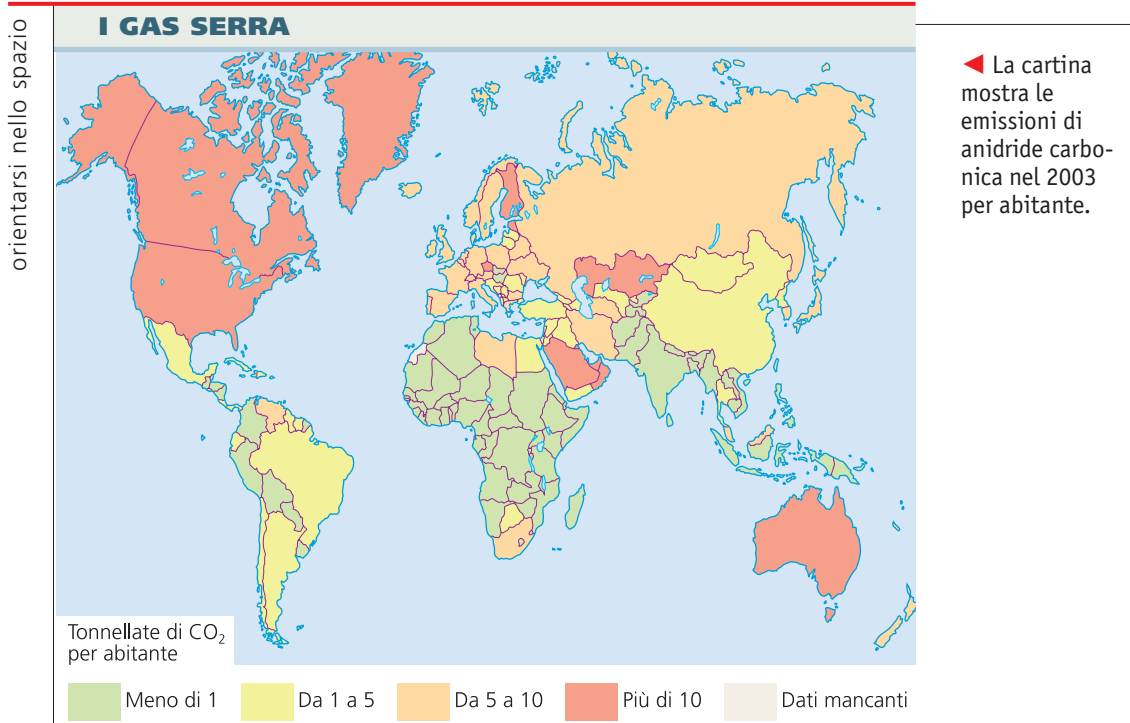 orientarsi nello spazio
I GAS SERRA
◀ La cartina
mostra le
emissioni di
anidride carbo-
nica nel 2003
per abitante.
Tonnellate di CO₂
per abitante
Meno di 1
Da 1 a 5
Da 5 a 10
Più di 10
Dati mancanti